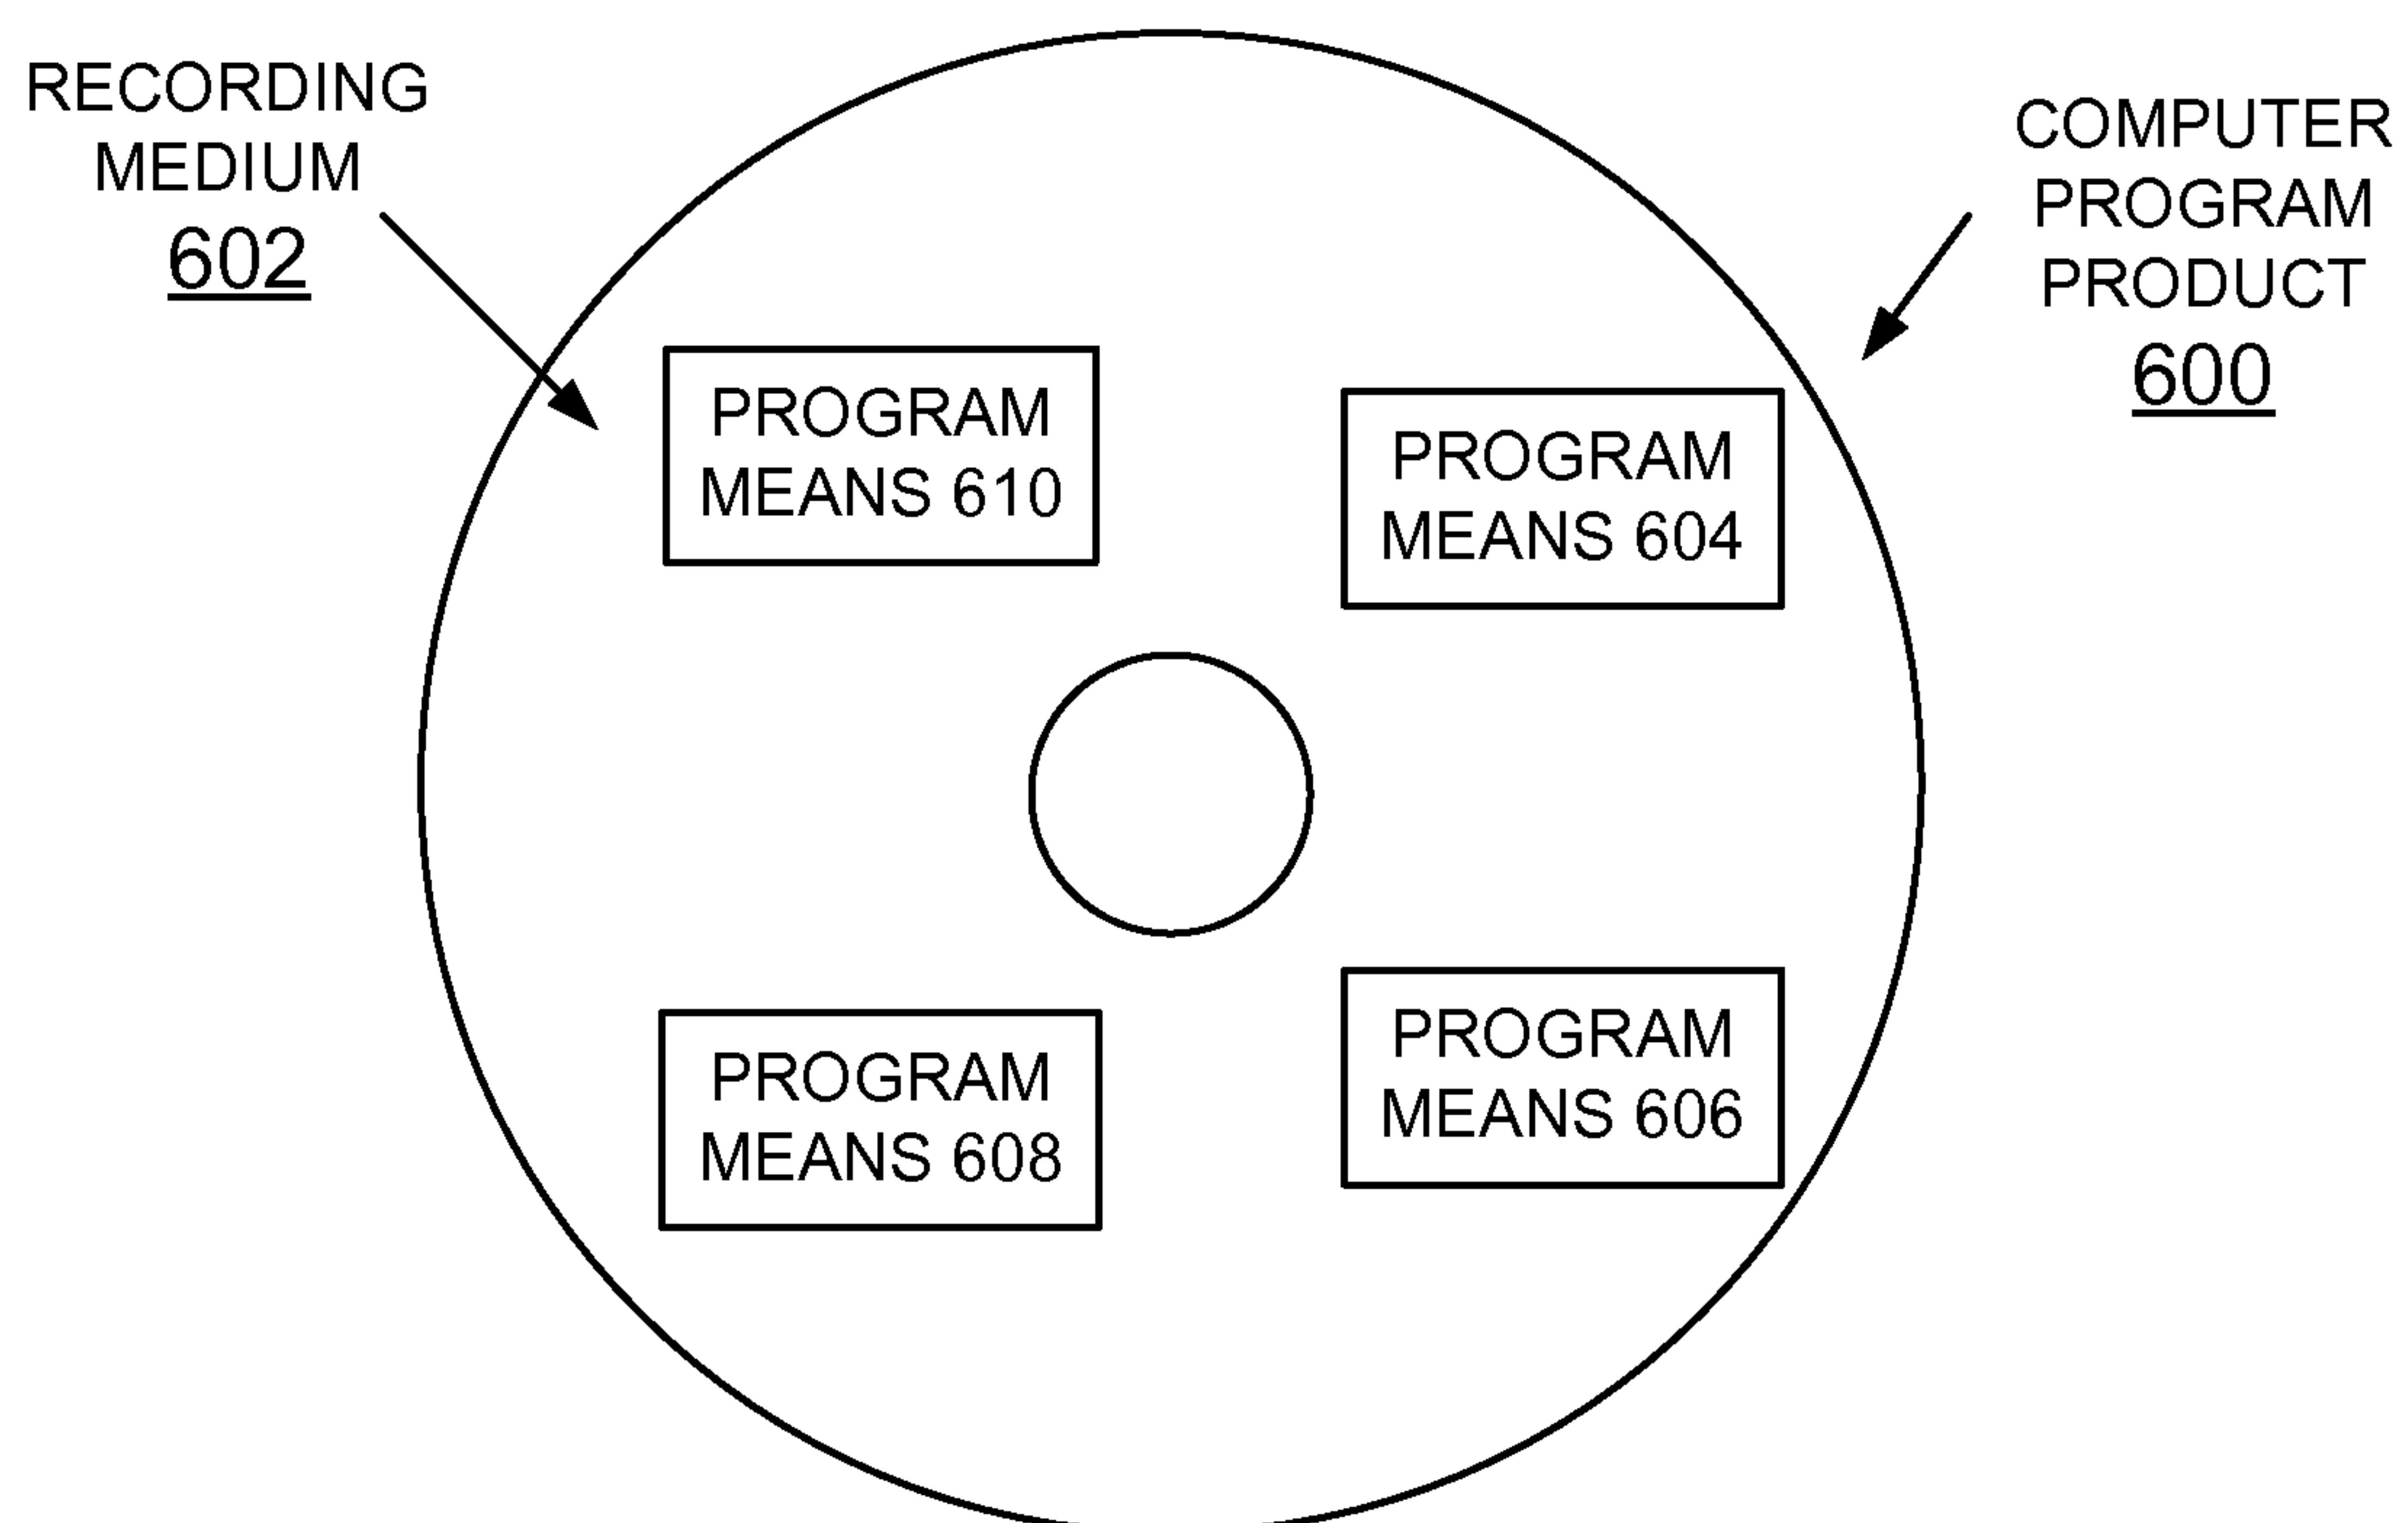 RECORDING
MEDIUM
602
COMPUTER
PROGRAM
PRODUCT
600
PROGRAM
MEANS 610
PROGRAM
MEANS 604
PROGRAM
MEANS 608
PROGRAM
MEANS 606